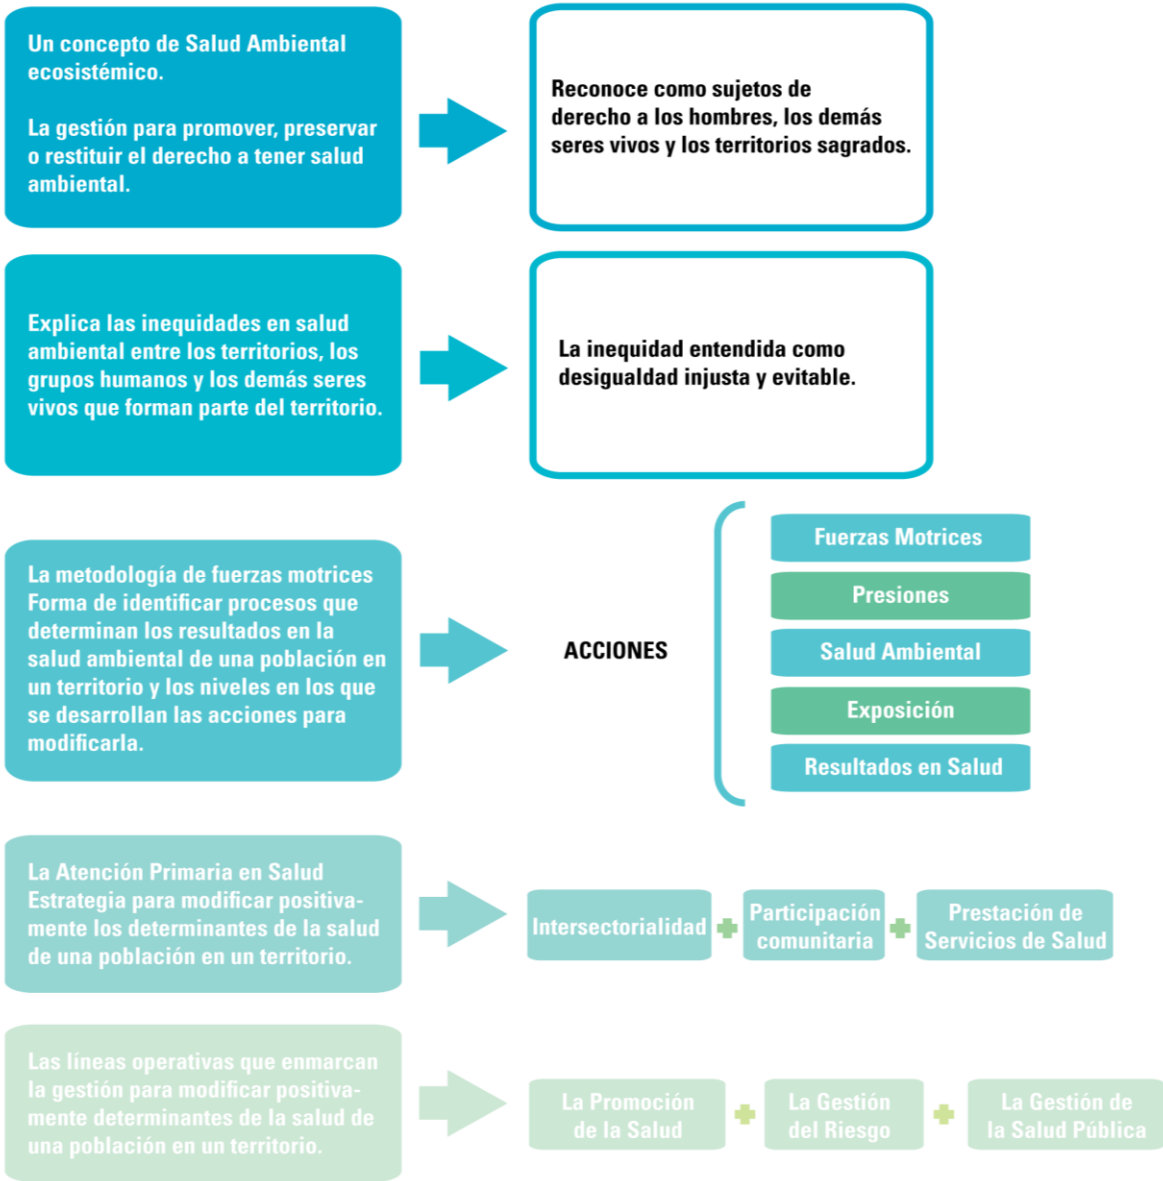 Un concepto de Salud Ambiental
ecosistémico.
La gestión para promover, preservar
o restituir el derecho a tener salud
ambiental.
Reconoce como sujetos de
derecho a los hombres, los demás
seres vivos y los territorios sagrados.
Explica las inequidades en salud
ambiental entre los territorios, los
grupos humanos y los demás seres
vivos que forman parte del territorio.
La inequidad entendida como
desigualdad injusta y evitable.
La metodología de fuerzas motrices
Forma de identificar procesos que
determinan los resultados en la
salud ambiental de una población en
un territorio y los niveles en los que
se desarrollan las acciones para
modificarla.
ACCIONES
Fuerzas Motrices
Presiones
Salud Ambiental
Exposición
Resultados en Salud
La Atención Primaria en Salud
Estrategia para modificar positiva-
mente los determinantes de la salud
de una población en un territorio.
Intersectorialidad
Participación
comunitaria
Prestación de
Servicios de Salud
Las líneas operativas que enmarcan
la gestión para modificar positiva-
mente determinantes de la salud de
una población en un territorio.
La Promoción
de la Salud
La Gestión
del Riesgo
La Gestión de
la Salud Pública